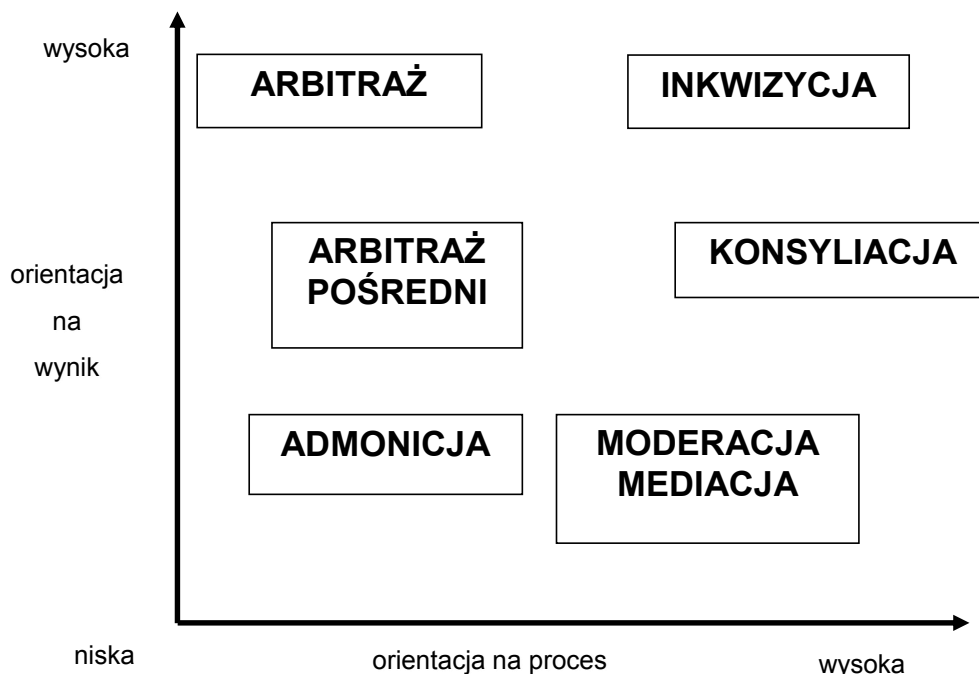 wysoka
ARBITRAŻ
INKWIZYCJA
orientacja
na
wynik
ARBITRAŻ
POŚREDNI
KONSYLIACJA
ADMONICJA
MODERACJA
MEDIACJA
niska
orientacja na proces
wysoka